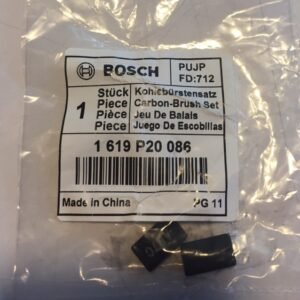 BOSCH
PUJP
FD:712
1
Stück Kohlebürstensatz
Piece Carbon-Brush Set
Pièce Jeu De Balais
Pieza Juego De Escobillas
1 619 P20 086
Made in China
PG 11